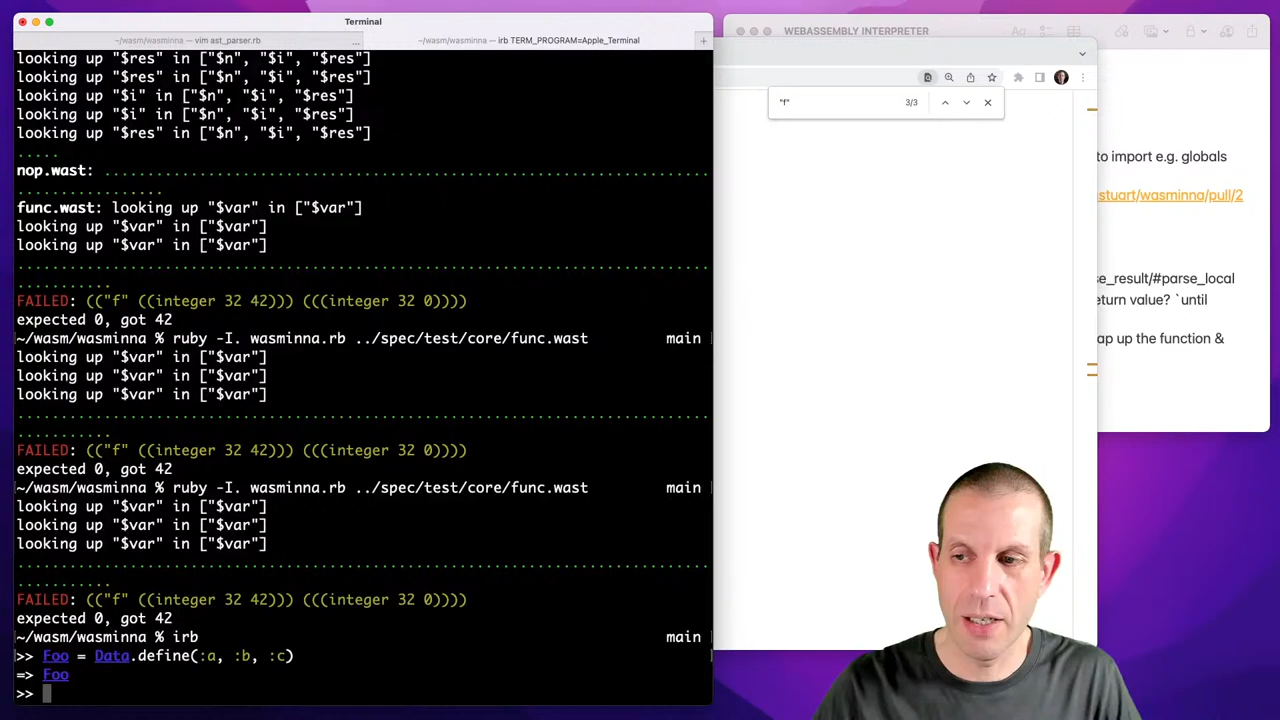 Terminal
~/wasm/wasminna — vim ast_parser.rb ...
~/wasm/wasminna — irb TERM_PROGRAM=Apple_Terminal +
looking up "$res" in ["$n", "$i", "$res"]
looking up "$res" in ["$n", "$i", "$res"]
looking up "$i" in ["$n", "$i", "$res"]
looking up "$i" in ["$n", "$i", "$res"]
looking up "$res" in ["$n", "$i", "$res"]
.....
nop.wast: ......................................................................
.................
func.wast: looking up "$var" in ["$var"]
looking up "$var" in ["$var"]
looking up "$var" in ["$var"]
................................................................................
...........
FAILED: (("f" ((integer 32 42))) (((integer 32 0))))
expected 0, got 42
~/wasm/wasminna % ruby -I. wasminna.rb ../spec/test/core/func.wast main
looking up "$var" in ["$var"]
looking up "$var" in ["$var"]
looking up "$var" in ["$var"]
................................................................................
...........
FAILED: (("f" ((integer 32 42))) (((integer 32 0))))
expected 0, got 42
~/wasm/wasminna % ruby -I. wasminna.rb ../spec/test/core/func.wast main
looking up "$var" in ["$var"]
looking up "$var" in ["$var"]
looking up "$var" in ["$var"]
................................................................................
...........
FAILED: (("f" ((integer 32 42))) (((integer 32 0))))
expected 0, got 42
~/wasm/wasminna % irb main
>> Foo = Data.define(:a, :b, :c)
=> Foo
>>
WEBASSEMBLY INTERPRETER
Aa
"f" 3/3
to import e.g. globals
stuart/wasminna/pull/2
se_result/#parse_local
eturn value? `until
ap up the function &